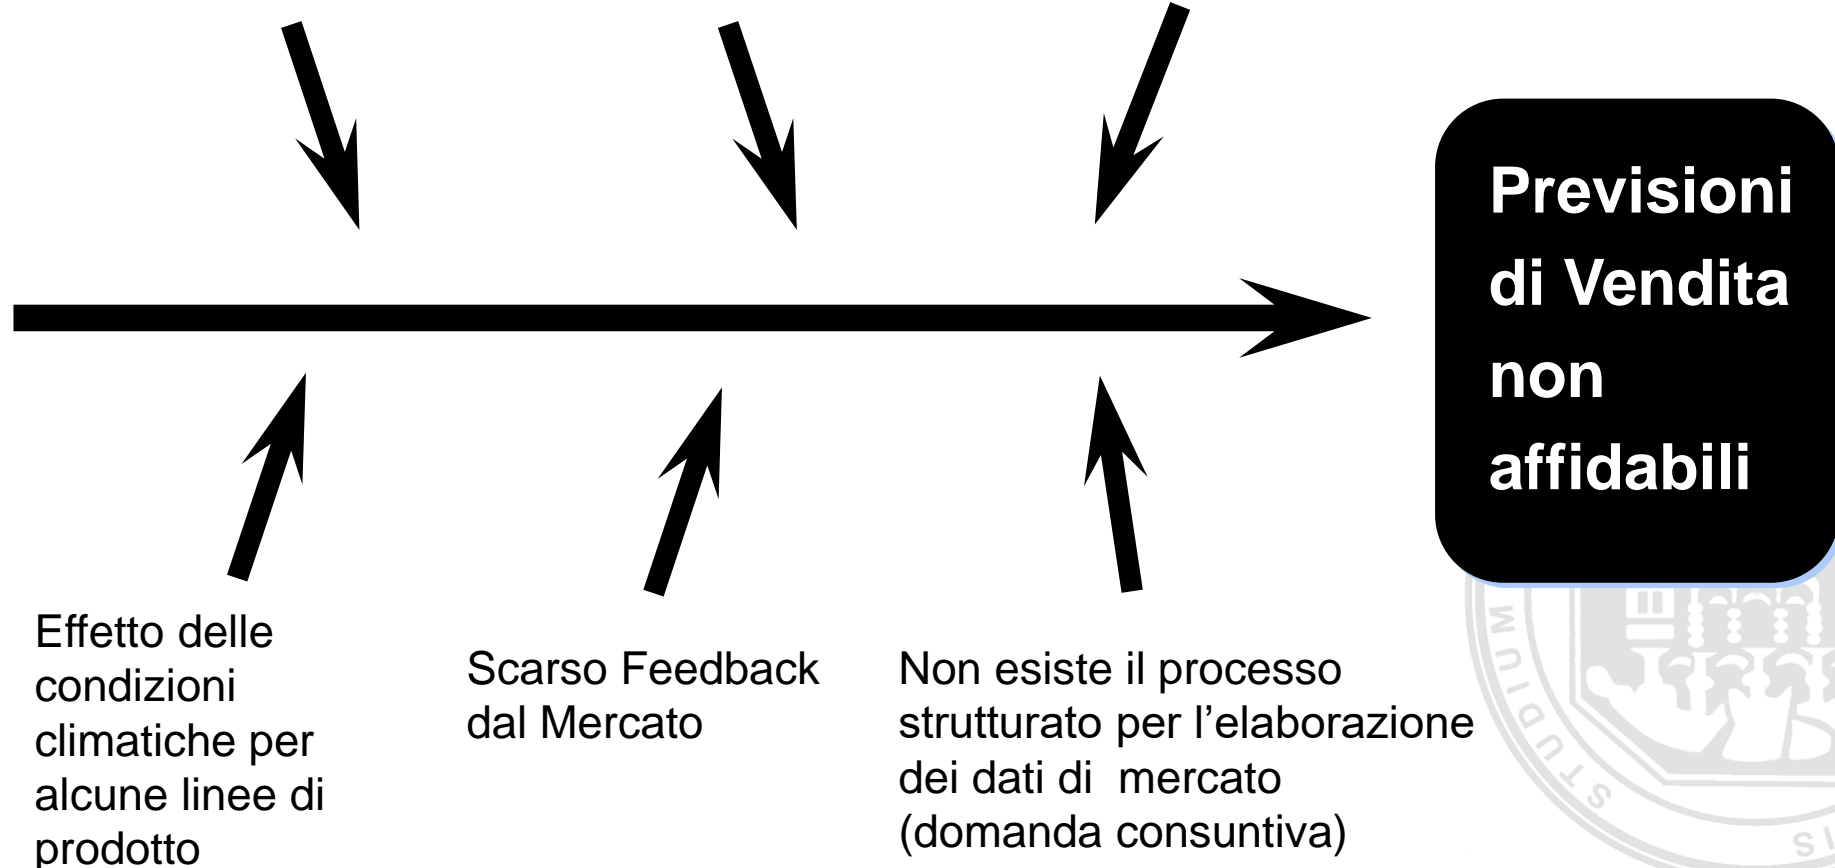 Previsioni
di Vendita
non
affidabili
Effetto delle
condizioni
climatiche per
alcune linee di
prodotto
Scarso Feedback
dal Mercato
Non esiste il processo
strutturato per l’elaborazione
dei dati di  mercato
(domanda consuntiva)
STUDIUM